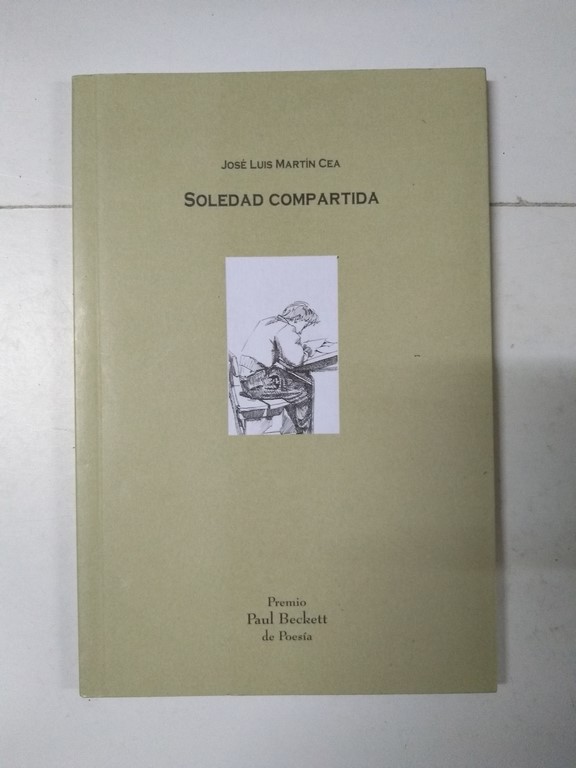 José Luis Martín Cea
Soledad compartida
Premio
Paul Beckett
de Poesía